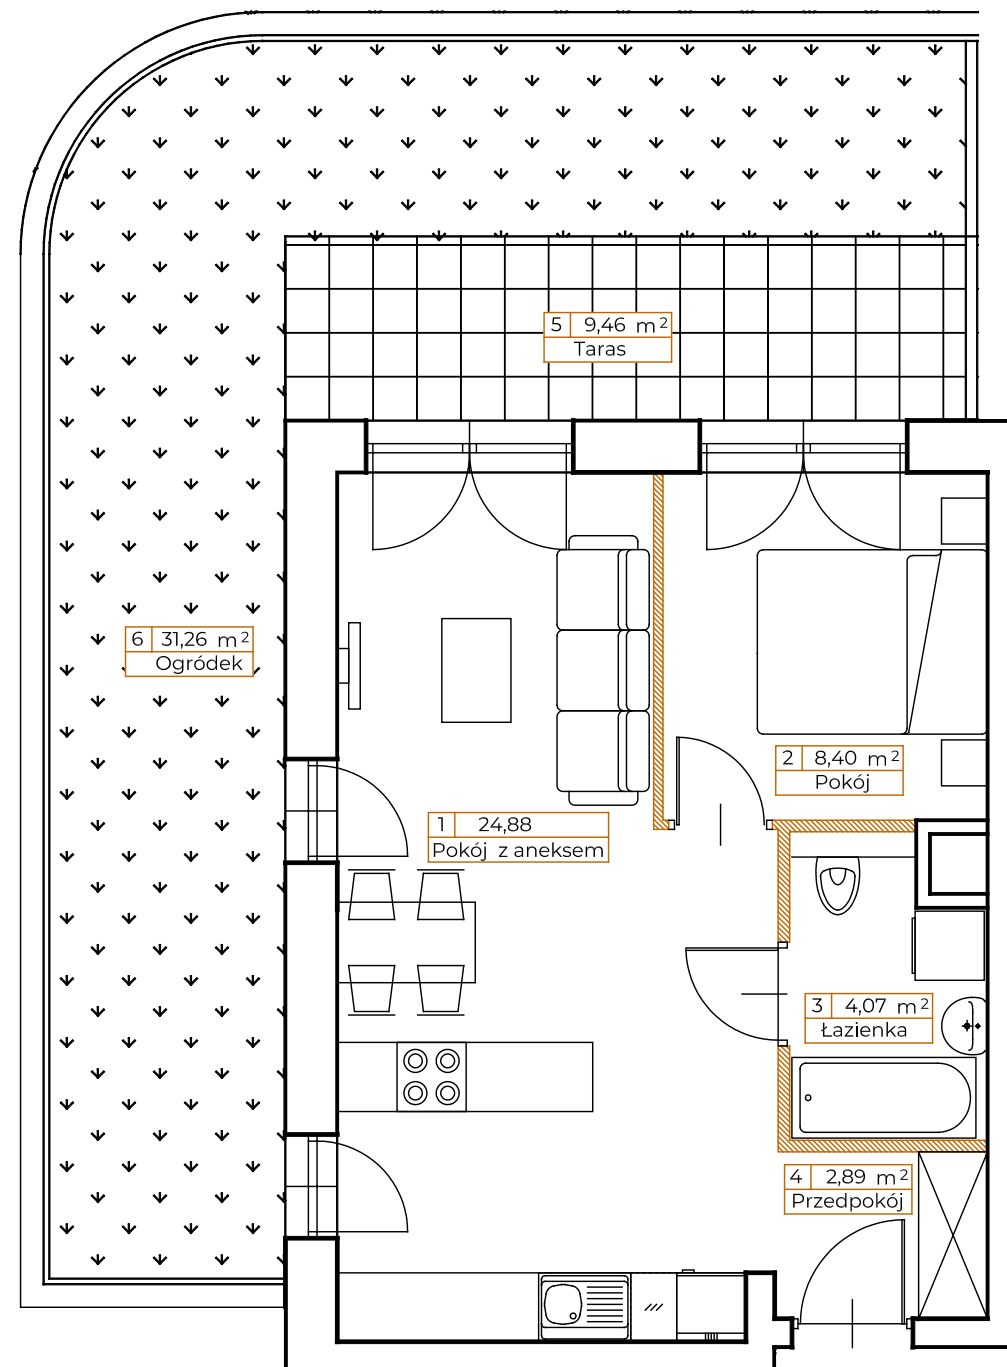 5 9,46 m²
Taras
6 31,26 m²
Ogródek
2 8,40 m²
Pokój
1 24,88
Pokój z aneksem
3 4,07 m²
Łazienka
4 2,89 m²
Przedpokój